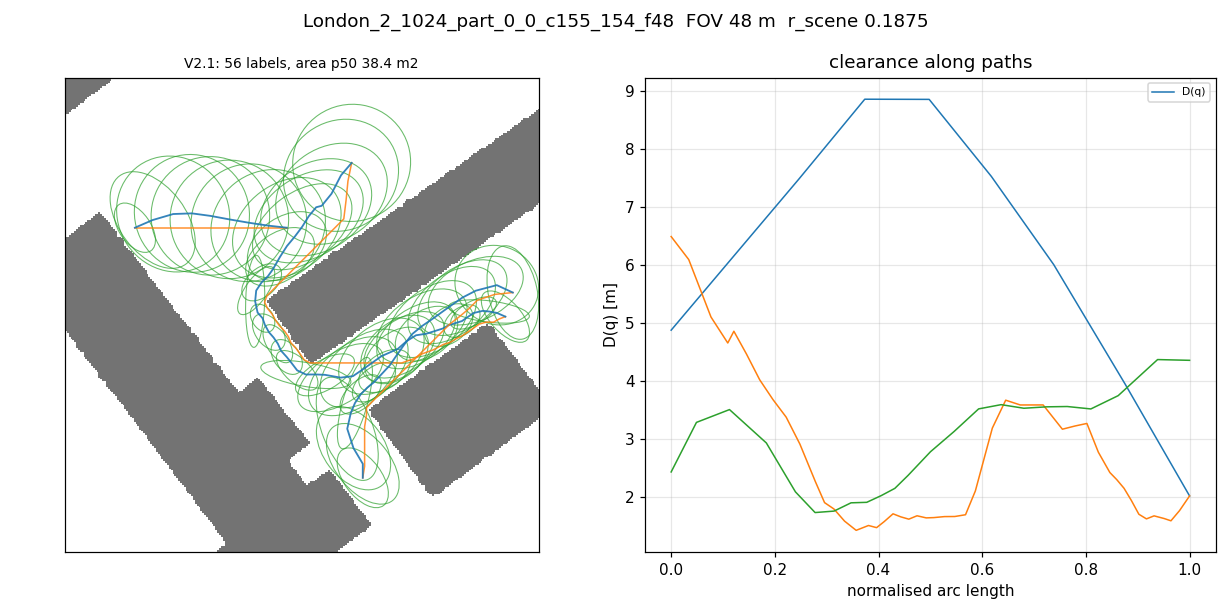 London_2_1024_part_0_0_c155_154_f48  FOV 48 m  r_scene 0.1875
V2.1: 56 labels, area p50 38.4 m2
clearance along paths
D(q)
9
8
7
6
5
4
3
2
D(q) [m]
0.0 0.2 0.4 0.6 0.8 1.0
normalised arc length